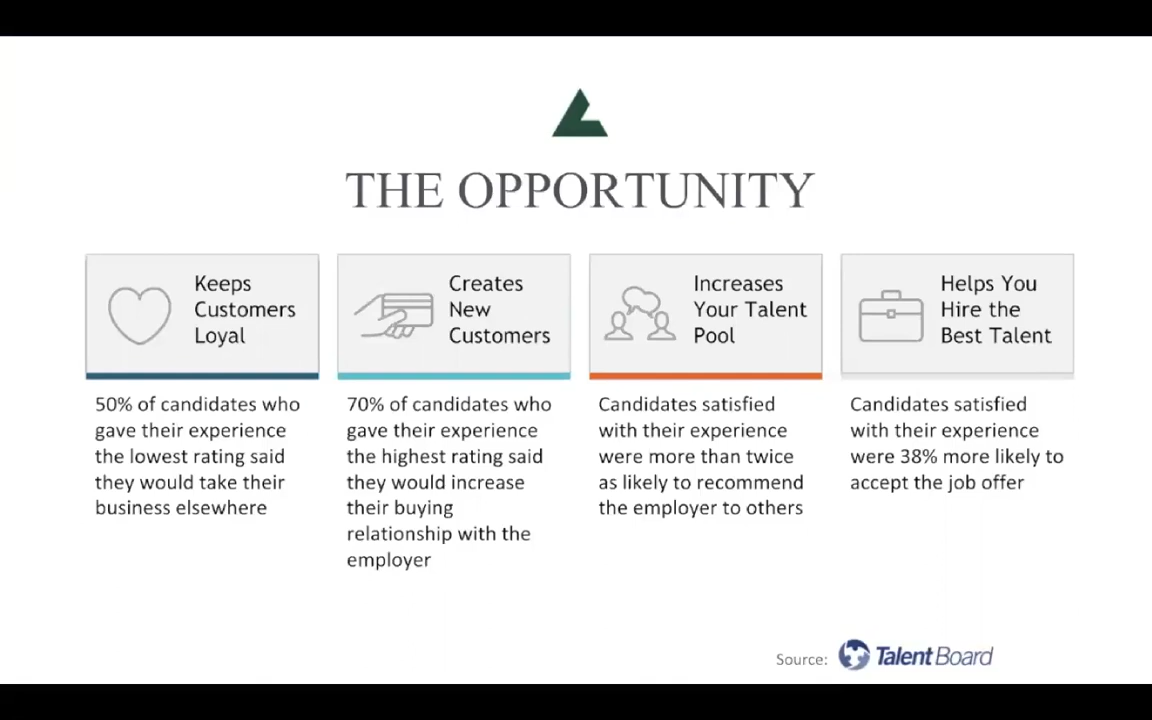 THE OPPORTUNITY
Keeps
Customers
Loyal
50% of candidates who
gave their experience
the lowest rating said
they would take their
business elsewhere
Creates
New
Customers
70% of candidates who
gave their experience
the highest rating said
they would increase
their buying
relationship with the
employer
Increases
Your Talent
Pool
Candidates satisfied
with their experience
were more than twice
as likely to recommend
the employer to others
Helps You
Hire the
Best Talent
Candidates satisfied
with their experience
were 38% more likely to
accept the job offer
Source: TalentBoard